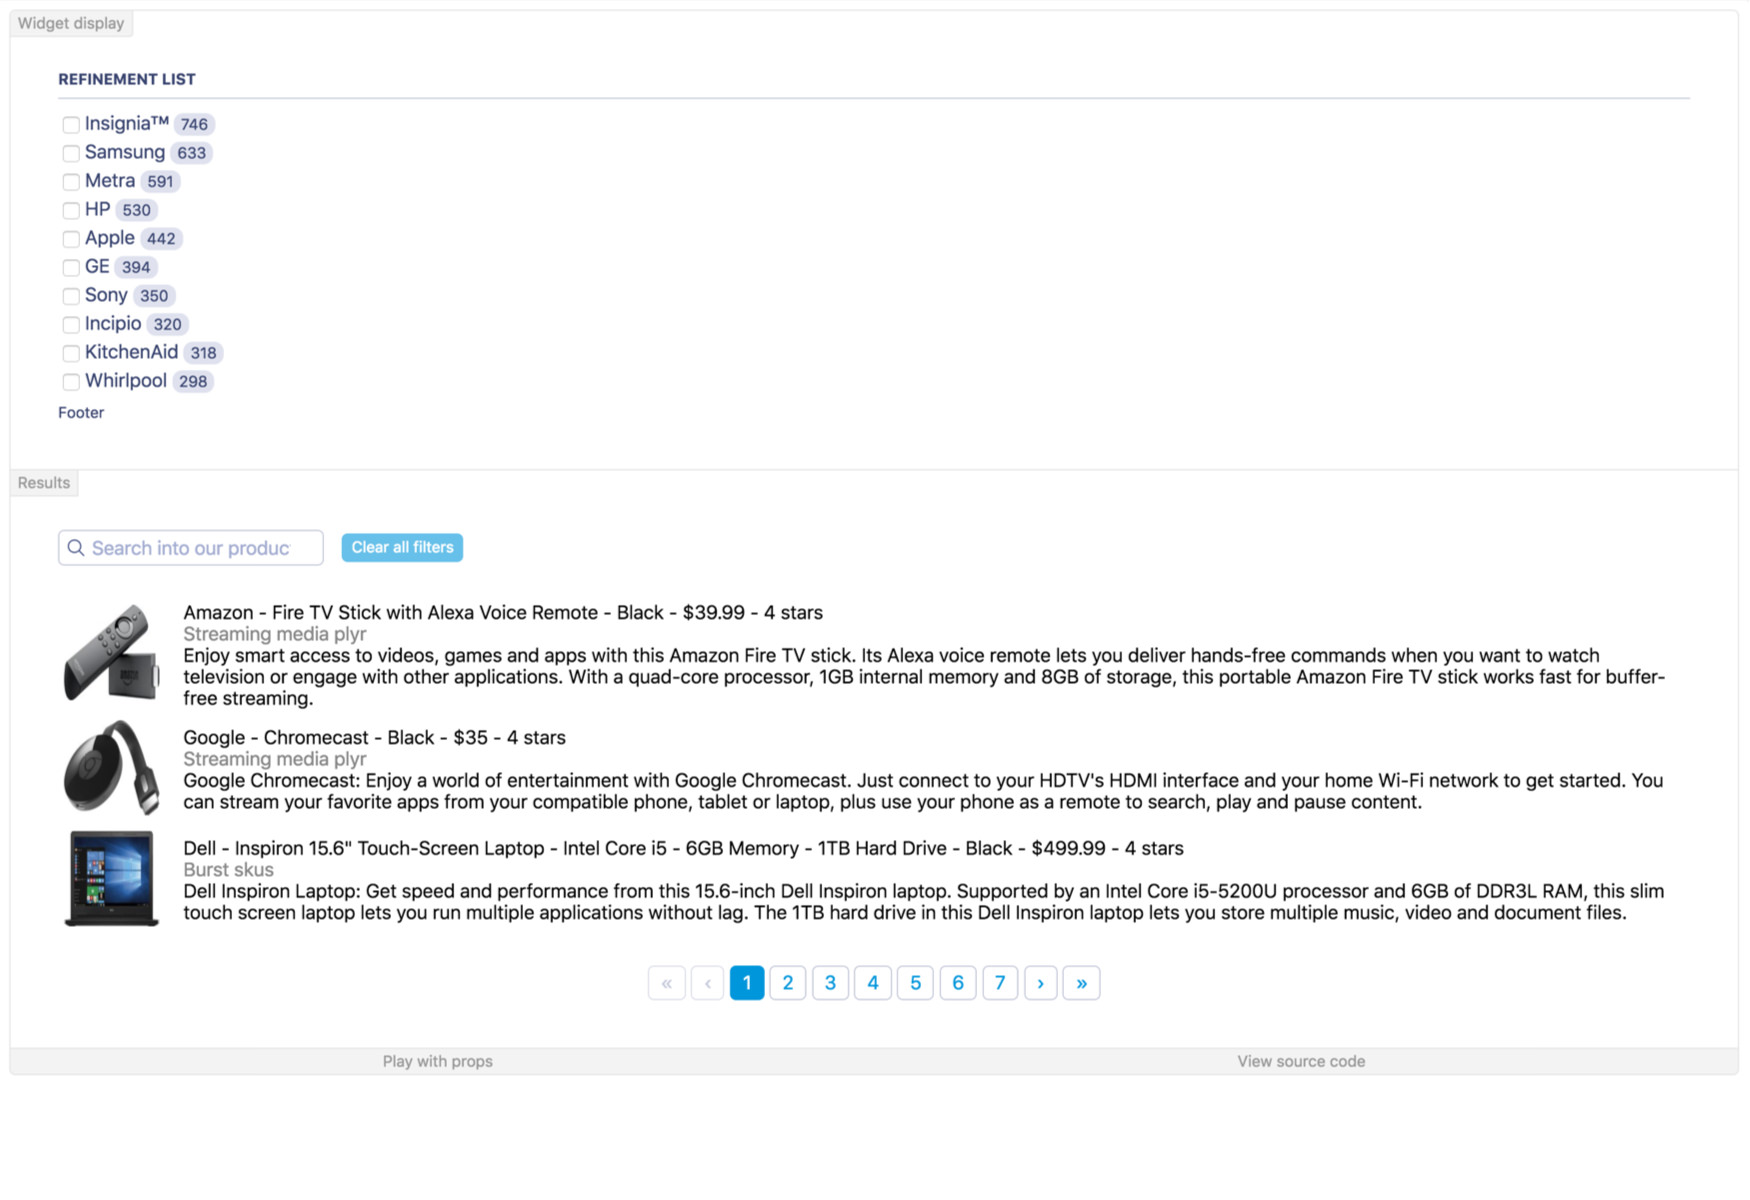 Widget display
REFINEMENT LIST
Insignia™ 746
Samsung 633
Metra 591
HP 530
Apple 442
GE 394
Sony 350
Incipio 320
KitchenAid 318
Whirlpool 298
Footer
Results
Search into our produc
Clear all filters
Amazon - Fire TV Stick with Alexa Voice Remote - Black - $39.99 - 4 stars
Streaming media plyr
Enjoy smart access to videos, games and apps with this Amazon Fire TV stick. Its Alexa voice remote lets you deliver hands-free commands when you want to watch
television or engage with other applications. With a quad-core processor, 1GB internal memory and 8GB of storage, this portable Amazon Fire TV stick works fast for buffer-
free streaming.
Google - Chromecast - Black - $35 - 4 stars
Streaming media plyr
Google Chromecast: Enjoy a world of entertainment with Google Chromecast. Just connect to your HDTV's HDMI interface and your home Wi-Fi network to get started. You
can stream your favorite apps from your compatible phone, tablet or laptop, plus use your phone as a remote to search, play and pause content.
Dell - Inspiron 15.6" Touch-Screen Laptop - Intel Core i5 - 6GB Memory - 1TB Hard Drive - Black - $499.99 - 4 stars
Burst skus
Dell Inspiron Laptop: Get speed and performance from this 15.6-inch Dell Inspiron laptop. Supported by an Intel Core i5-5200U processor and 6GB of DDR3L RAM, this slim
touch screen laptop lets you run multiple applications without lag. The 1TB hard drive in this Dell Inspiron laptop lets you store multiple music, video and document files.
« ‹ 1 2 3 4 5 6 7 › »
Play with props
View source code